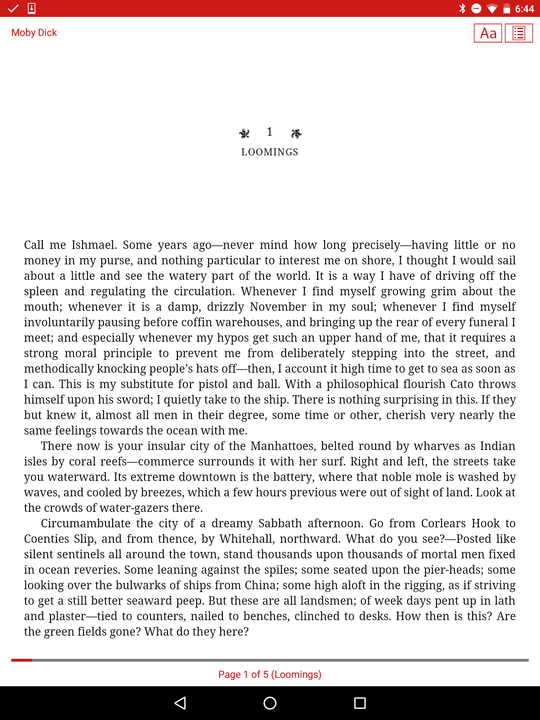 6:44
Moby Dick
Aa
1
LOOMINGS
Call me Ishmael. Some years ago—never mind how long precisely—having little or no
money in my purse, and nothing particular to interest me on shore, I thought I would sail
about a little and see the watery part of the world. It is a way I have of driving off the
spleen and regulating the circulation. Whenever I find myself growing grim about the
mouth; whenever it is a damp, drizzly November in my soul; whenever I find myself
involuntarily pausing before coffin warehouses, and bringing up the rear of every funeral I
meet; and especially whenever my hypos get such an upper hand of me, that it requires a
strong moral principle to prevent me from deliberately stepping into the street, and
methodically knocking people’s hats off—then, I account it high time to get to sea as soon as
I can. This is my substitute for pistol and ball. With a philosophical flourish Cato throws
himself upon his sword; I quietly take to the ship. There is nothing surprising in this. If they
but knew it, almost all men in their degree, some time or other, cherish very nearly the
same feelings towards the ocean with me.
There now is your insular city of the Manhattoes, belted round by wharves as Indian
isles by coral reefs—commerce surrounds it with her surf. Right and left, the streets take
you waterward. Its extreme downtown is the battery, where that noble mole is washed by
waves, and cooled by breezes, which a few hours previous were out of sight of land. Look at
the crowds of water-gazers there.
Circumambulate the city of a dreamy Sabbath afternoon. Go from Corlears Hook to
Coenties Slip, and from thence, by Whitehall, northward. What do you see?—Posted like
silent sentinels all around the town, stand thousands upon thousands of mortal men fixed
in ocean reveries. Some leaning against the spiles; some seated upon the pier-heads; some
looking over the bulwarks of ships from China; some high aloft in the rigging, as if striving
to get a still better seaward peep. But these are all landsmen; of week days pent up in lath
and plaster—tied to counters, nailed to benches, clinched to desks. How then is this? Are
the green fields gone? What do they here?
Page 1 of 5 (Loomings)